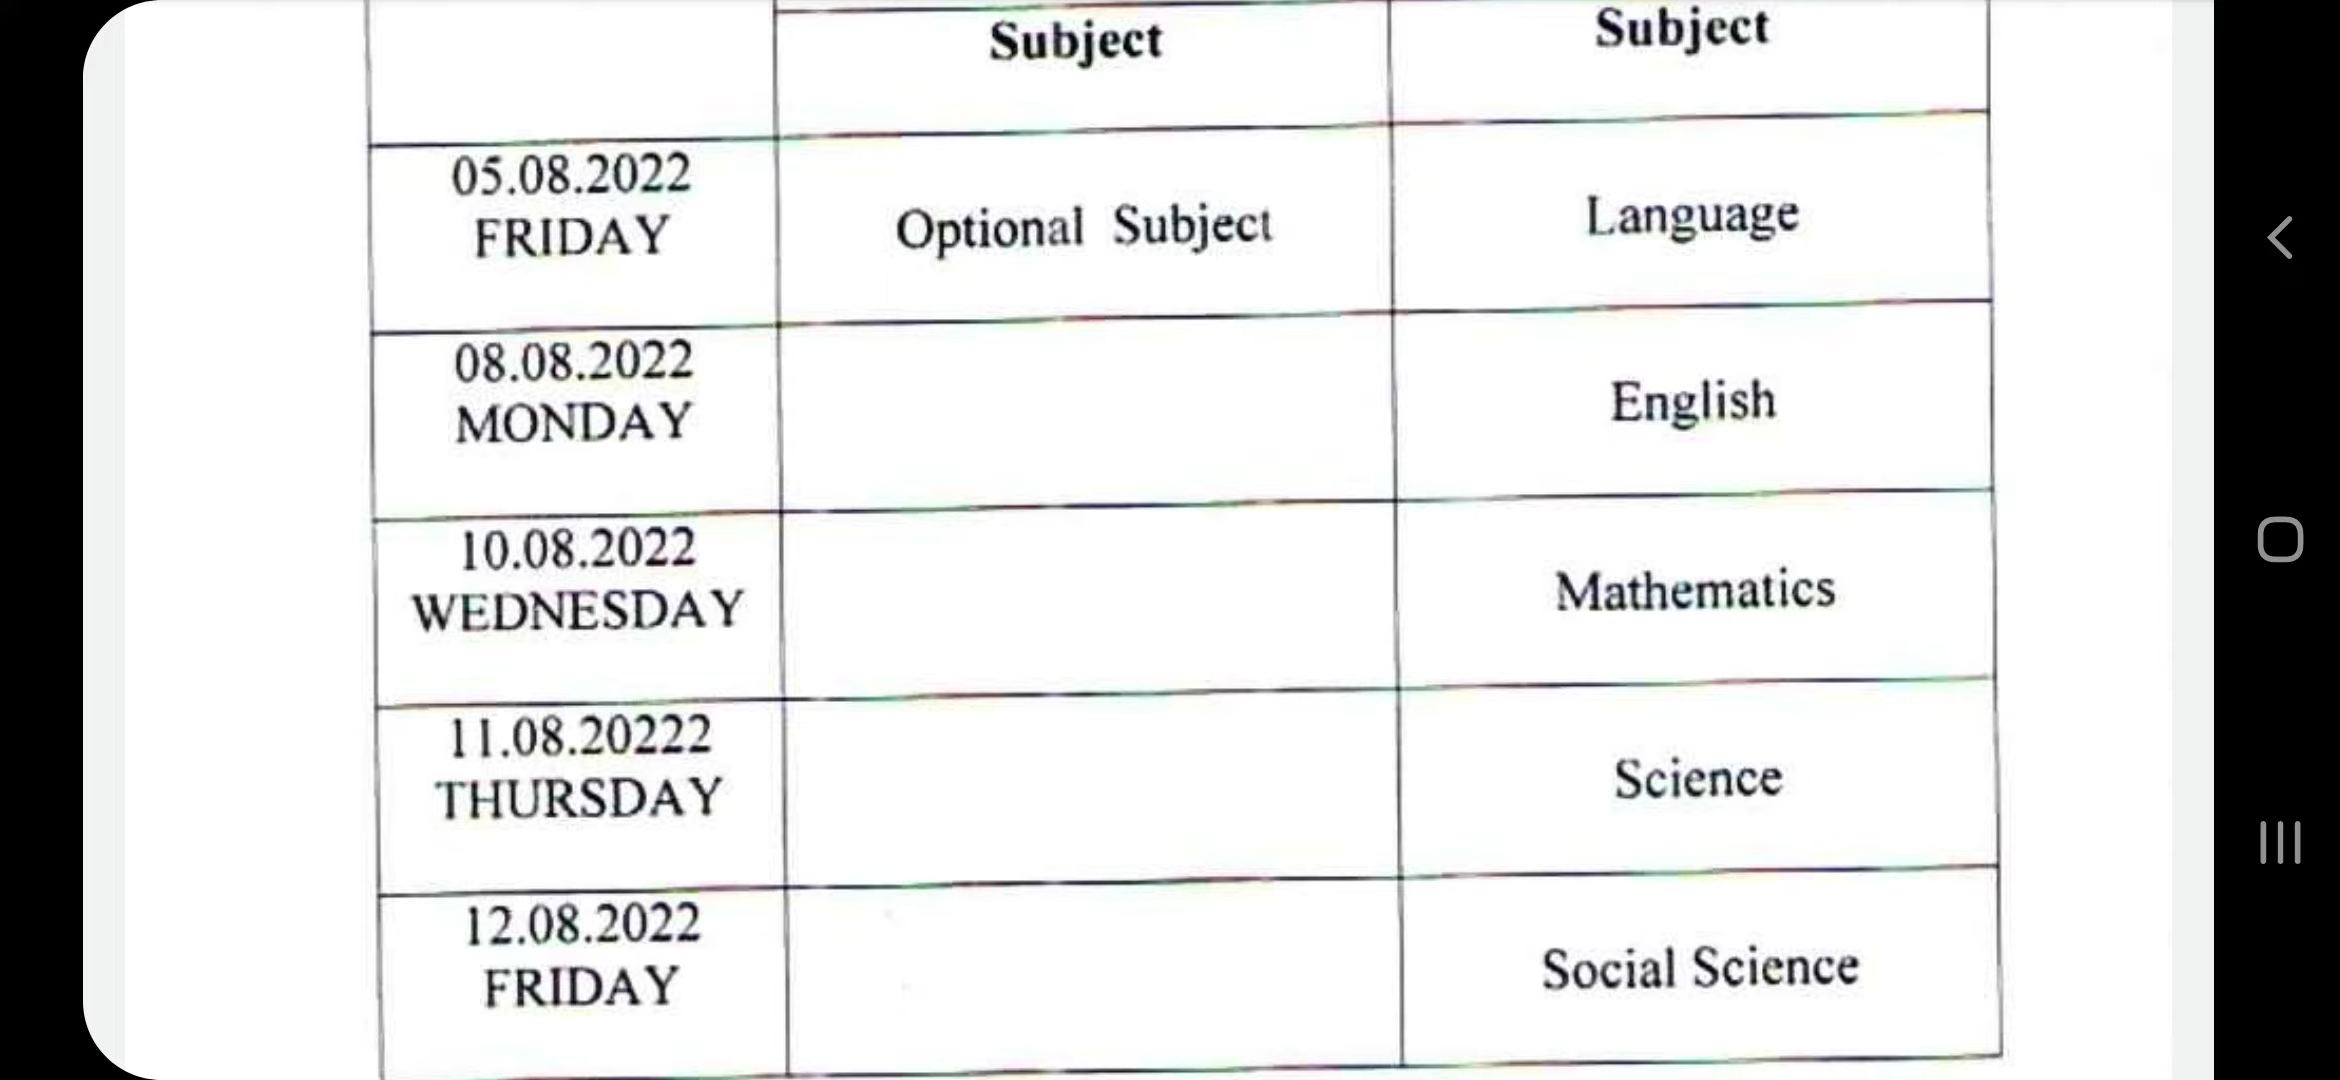 Subject Subject
05.08.2022
FRIDAY
Optional Subject Language
08.08.2022
MONDAY
English
10.08.2022
WEDNESDAY
Mathematics
11.08.20222
THURSDAY
Science
12.08.2022
FRIDAY
Social Science